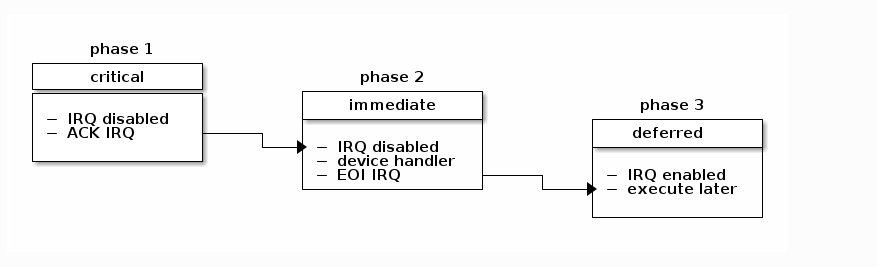 phase 1
critical
– IRQ disabled
– ACK IRQ
phase 2
immediate
– IRQ disabled
– device handler
– EOI IRQ
phase 3
deferred
– IRQ enabled
– execute later